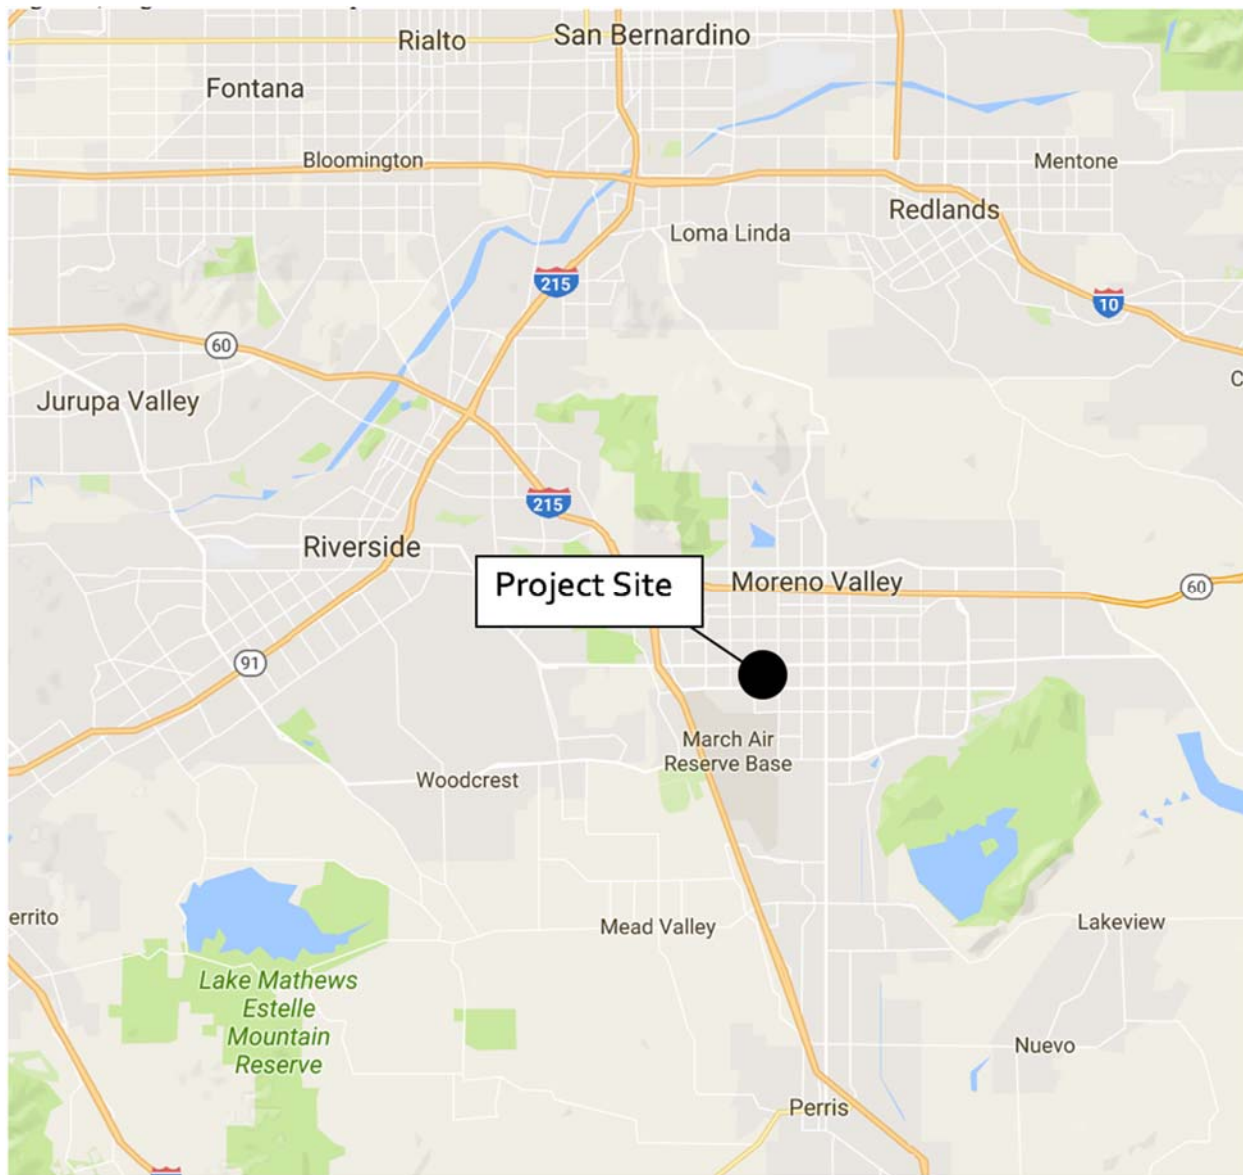 Rialto
San Bernardino
Fontana
Bloomington
Mentone
Redlands
Loma Linda
215
10
60
Jurupa Valley
C
215
Riverside
Project Site
Moreno Valley
60
91
March Air
Reserve Base
Woodcrest
errito
Mead Valley
Lakeview
Lake Mathews
Estelle
Mountain
Reserve
Nuevo
Perris